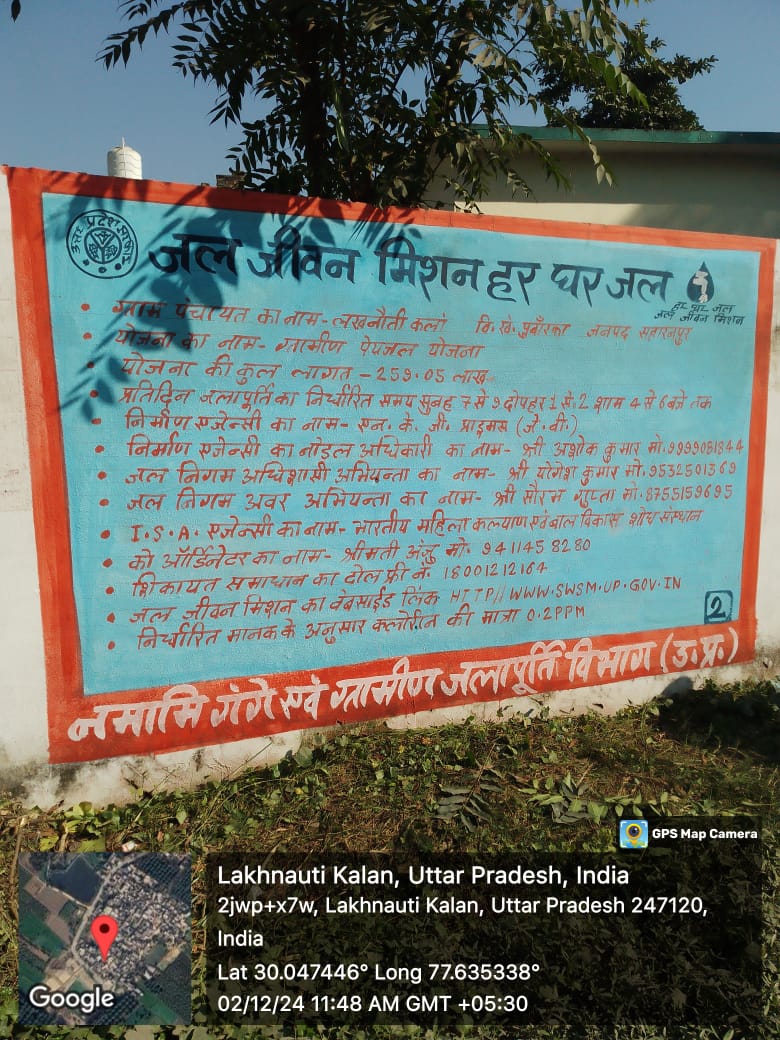 उत्तर प्रदेश सरकार
जल जीवन मिशन हर घर जल
हर घर जल
जल जीवन मिशन
• ग्राम पंचायत का नाम- लखनौती कलां वि.खं. पुवाँरका जनपद सहारनपुर
• योजना का नाम- ग्रामीण पेयजल योजना
• योजना की कुल लागत - 259.05 लाख
• प्रतिदिन जलापूर्ति का निर्धारित समय सुबह 7 से 9 दोपहर 1 से 2 शाम 4 से 6 बजे तक
• निर्माण एजेन्सी का नाम- एन. के. जी. प्राइमस (जे. वी.)
• निर्माण एजेन्सी का नोडल अधिकारी का नाम- श्री अशोक कुमार मो. 9999081844
• जल निगम अधिशासी अभियन्ता का नाम- श्री योगेश कुमार मो. 9532501369
• जल निगम अवर अभियन्ता का नाम- श्री सौरभ गुप्ता मो. 8755159695
• I.S.A. एजेन्सी का नाम- भारतीय महिला कल्याण एवं बाल विकास शोध संस्थान
• को ऑर्डिनेटर का नाम- श्रीमती अंजु मो. 9411458280
• शिकायत समाधान का टोल फ्री नं. 18001212164
• जल जीवन मिशन का वेबसाईड लिंक HTTP//WWW.SWSM.UP.GOV.IN
• निर्धारित मानक के अनुसार क्लोरीन की मात्रा 0.2PPM
2
नमामि गंगे एवं ग्रामीण जलापूर्ति विभाग (उ.प्र.)
GPS Map Camera
Lakhnauti Kalan, Uttar Pradesh, India
2jwp+x7w, Lakhnauti Kalan, Uttar Pradesh 247120,
India
Lat 30.047446° Long 77.635338°
02/12/24 11:48 AM GMT +05:30
Google